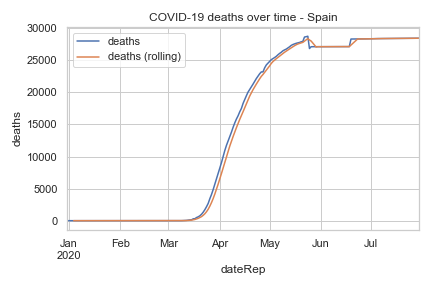 COVID-19 deaths over time - Spain
deaths
deaths (rolling)
30000
25000
20000
15000
10000
5000
0
deaths
Jan Feb Mar Apr May Jun Jul
2020
dateRep